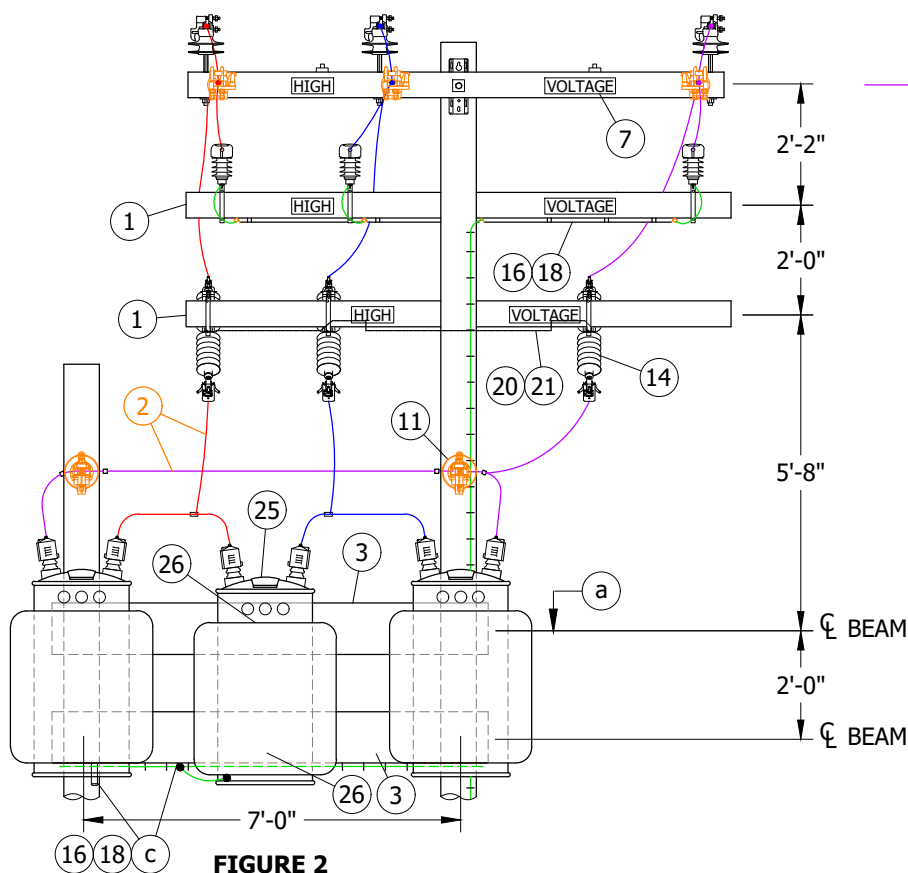 HIGH VOLTAGE
7
2'-2"
1 HIGH VOLTAGE
16 18
2'-0"
1 HIGH VOLTAGE
20 21
14
2
11
5'-8"
25
26
3
a
℄ BEAM
2'-0"
℄ BEAM
26 3
7'-0"
16 18 c
FIGURE 2